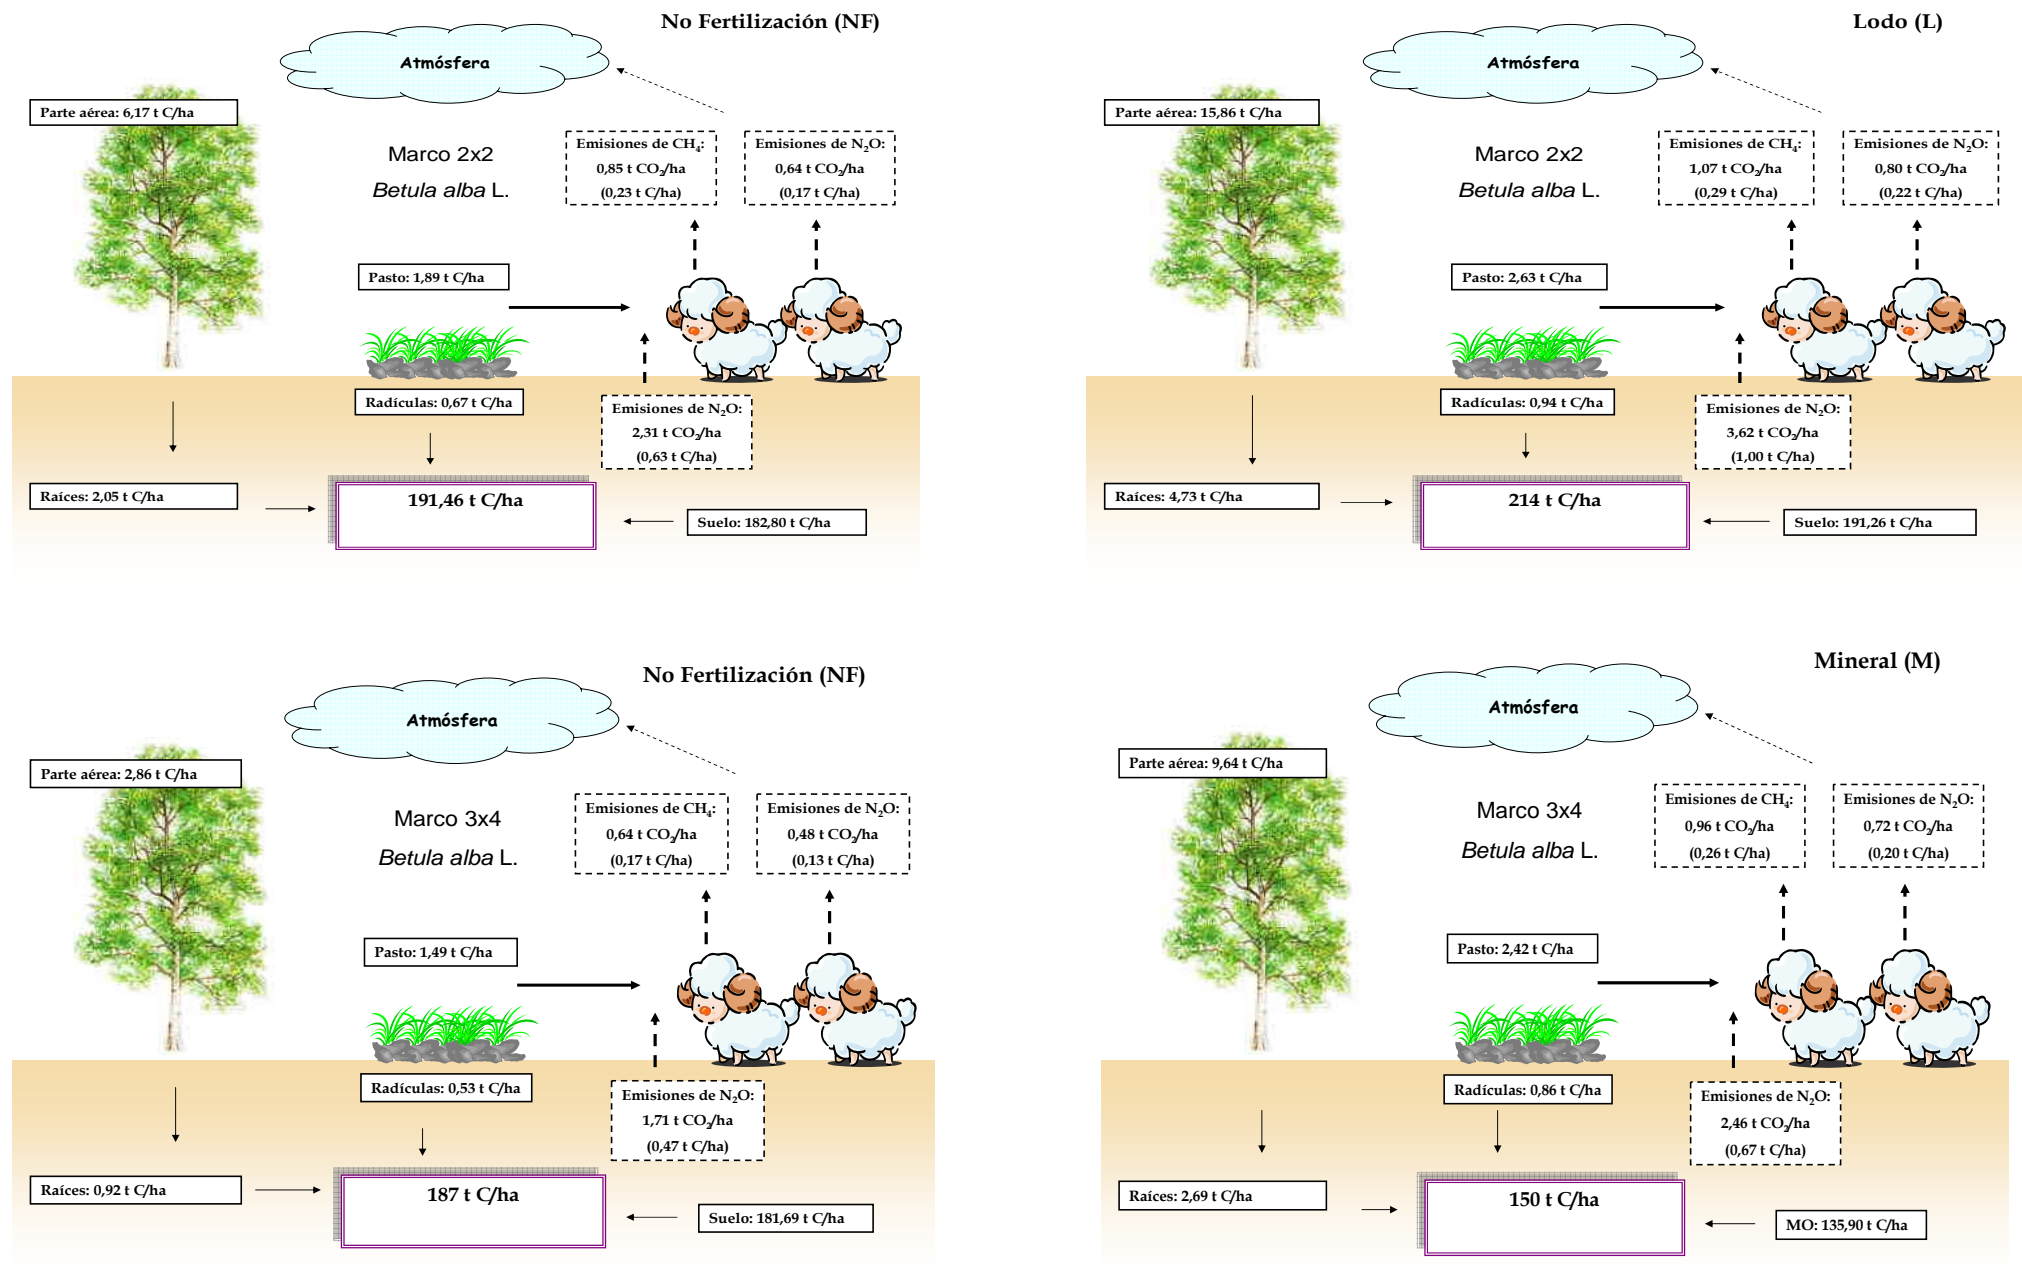 No Fertilización (NF)
Atmósfera
Parte aérea: 6,17 t C/ha
Marco 2x2
Betula alba L.
Emisiones de CH₄:
0,85 t CO₂/ha
(0,23 t C/ha)
Emisiones de N₂O:
0,64 t CO₂/ha
(0,17 t C/ha)
Pasto: 1,89 t C/ha
Radículas: 0,67 t C/ha
Emisiones de N₂O:
2,31 t CO₂/ha
(0,63 t C/ha)
Raíces: 2,05 t C/ha
191,46 t C/ha
Suelo: 182,80 t C/ha
Lodo (L)
Atmósfera
Parte aérea: 15,86 t C/ha
Marco 2x2
Betula alba L.
Emisiones de CH₄:
1,07 t CO₂/ha
(0,29 t C/ha)
Emisiones de N₂O:
0,80 t CO₂/ha
(0,22 t C/ha)
Pasto: 2,63 t C/ha
Radículas: 0,94 t C/ha
Emisiones de N₂O:
3,62 t CO₂/ha
(1,00 t C/ha)
Raíces: 4,73 t C/ha
214 t C/ha
Suelo: 191,26 t C/ha
No Fertilización (NF)
Atmósfera
Parte aérea: 2,86 t C/ha
Marco 3x4
Betula alba L.
Emisiones de CH₄:
0,64 t CO₂/ha
(0,17 t C/ha)
Emisiones de N₂O:
0,48 t CO₂/ha
(0,13 t C/ha)
Pasto: 1,49 t C/ha
Radículas: 0,53 t C/ha
Emisiones de N₂O:
1,71 t CO₂/ha
(0,47 t C/ha)
Raíces: 0,92 t C/ha
187 t C/ha
Suelo: 181,69 t C/ha
Mineral (M)
Atmósfera
Parte aérea: 9,64 t C/ha
Marco 3x4
Betula alba L.
Emisiones de CH₄:
0,96 t CO₂/ha
(0,26 t C/ha)
Emisiones de N₂O:
0,72 t CO₂/ha
(0,20 t C/ha)
Pasto: 2,42 t C/ha
Radículas: 0,86 t C/ha
Emisiones de N₂O:
2,46 t CO₂/ha
(0,67 t C/ha)
Raíces: 2,69 t C/ha
150 t C/ha
MO: 135,90 t C/ha